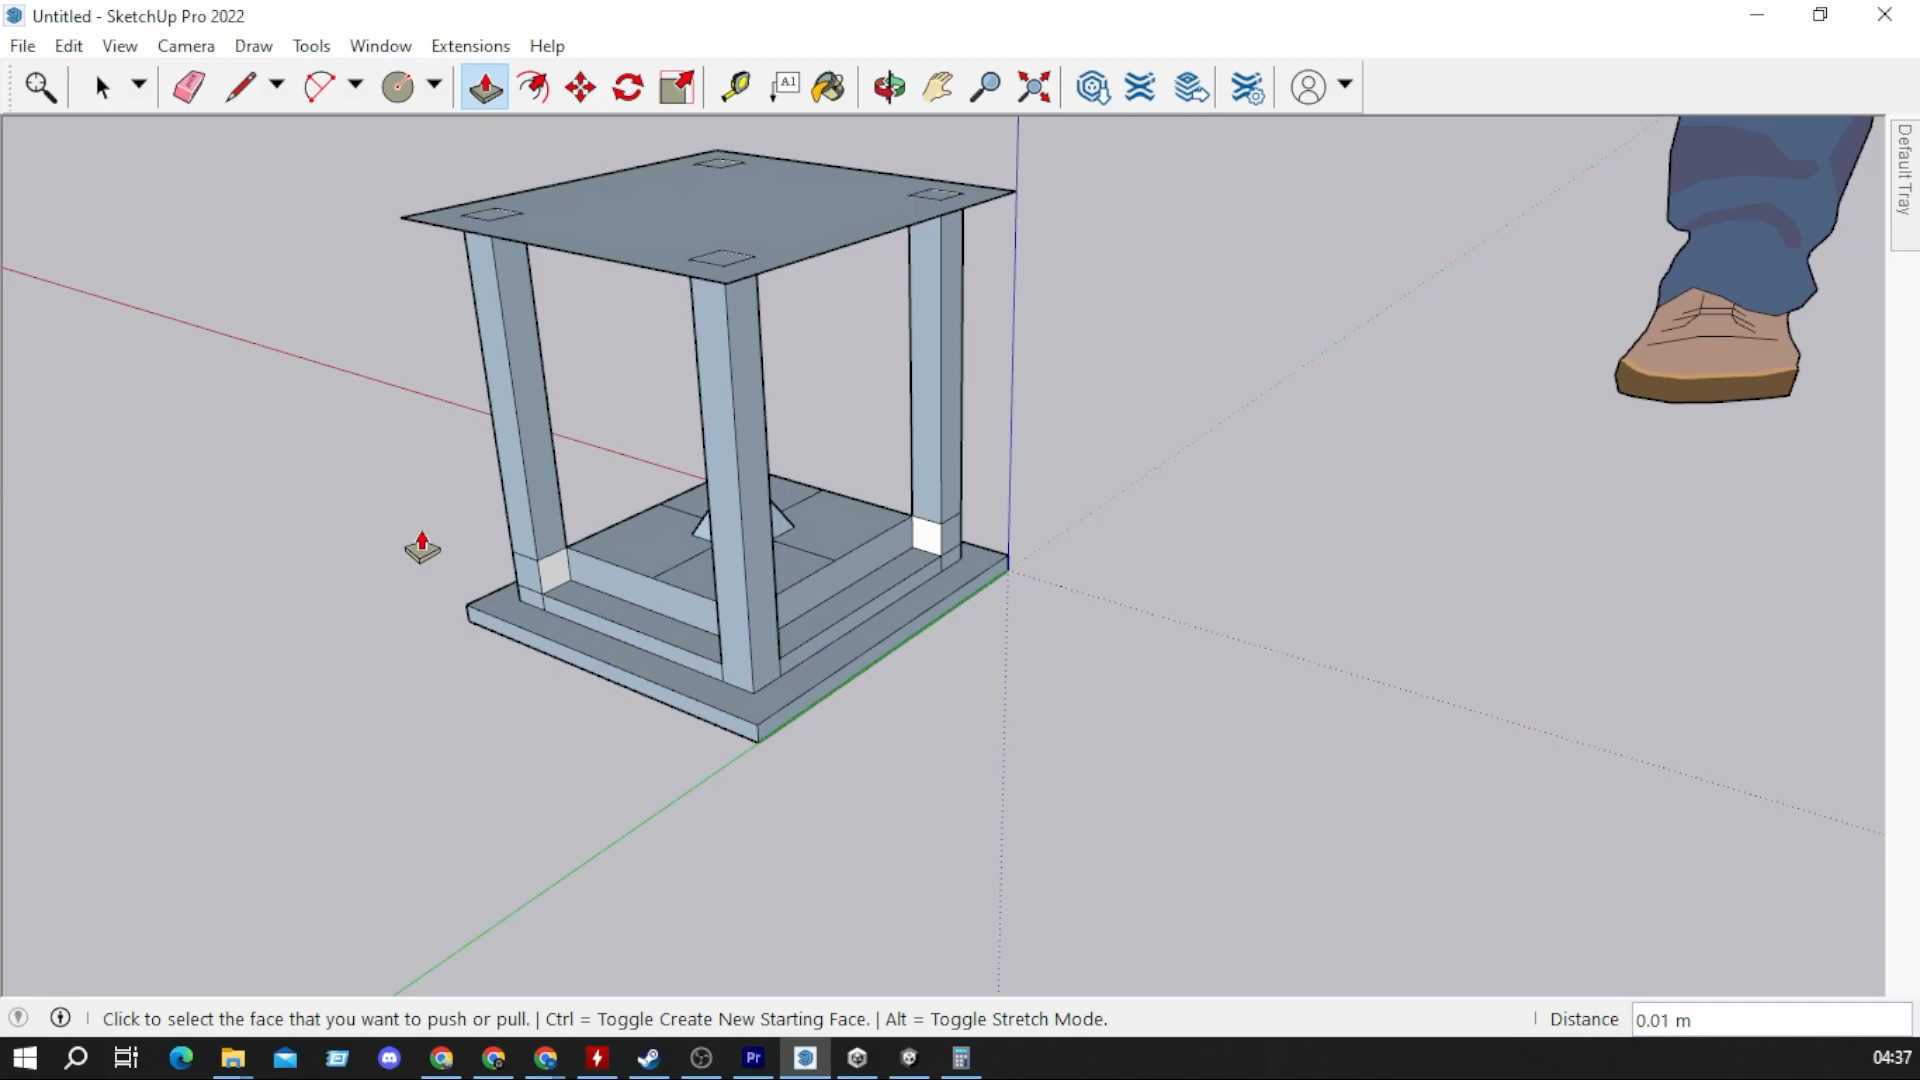 Untitled - SketchUp Pro 2022
File Edit View Camera Draw Tools Window Extensions Help
A1
Default Tray
Click to select the face that you want to push or pull. | Ctrl = Toggle Create New Starting Face. | Alt = Toggle Stretch Mode.
Distance 0.01 m
Pr
04:37